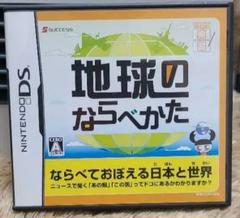 SUCCESS
地球の
ならべかた
NINTENDO DS
A
ならべておぼえる日本と世界
ニュースで聞く「あの県」「この国」ってドコにあるかわかりますか？